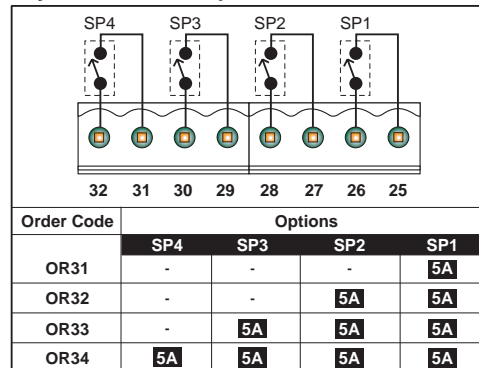 SP4 SP3 SP2 SP1
32 31 30 29 28 27 26 25
Order Code Options
SP4 SP3 SP2 SP1
OR31 - - - 5A
OR32 - - 5A 5A
OR33 - 5A 5A 5A
OR34 5A 5A 5A 5A